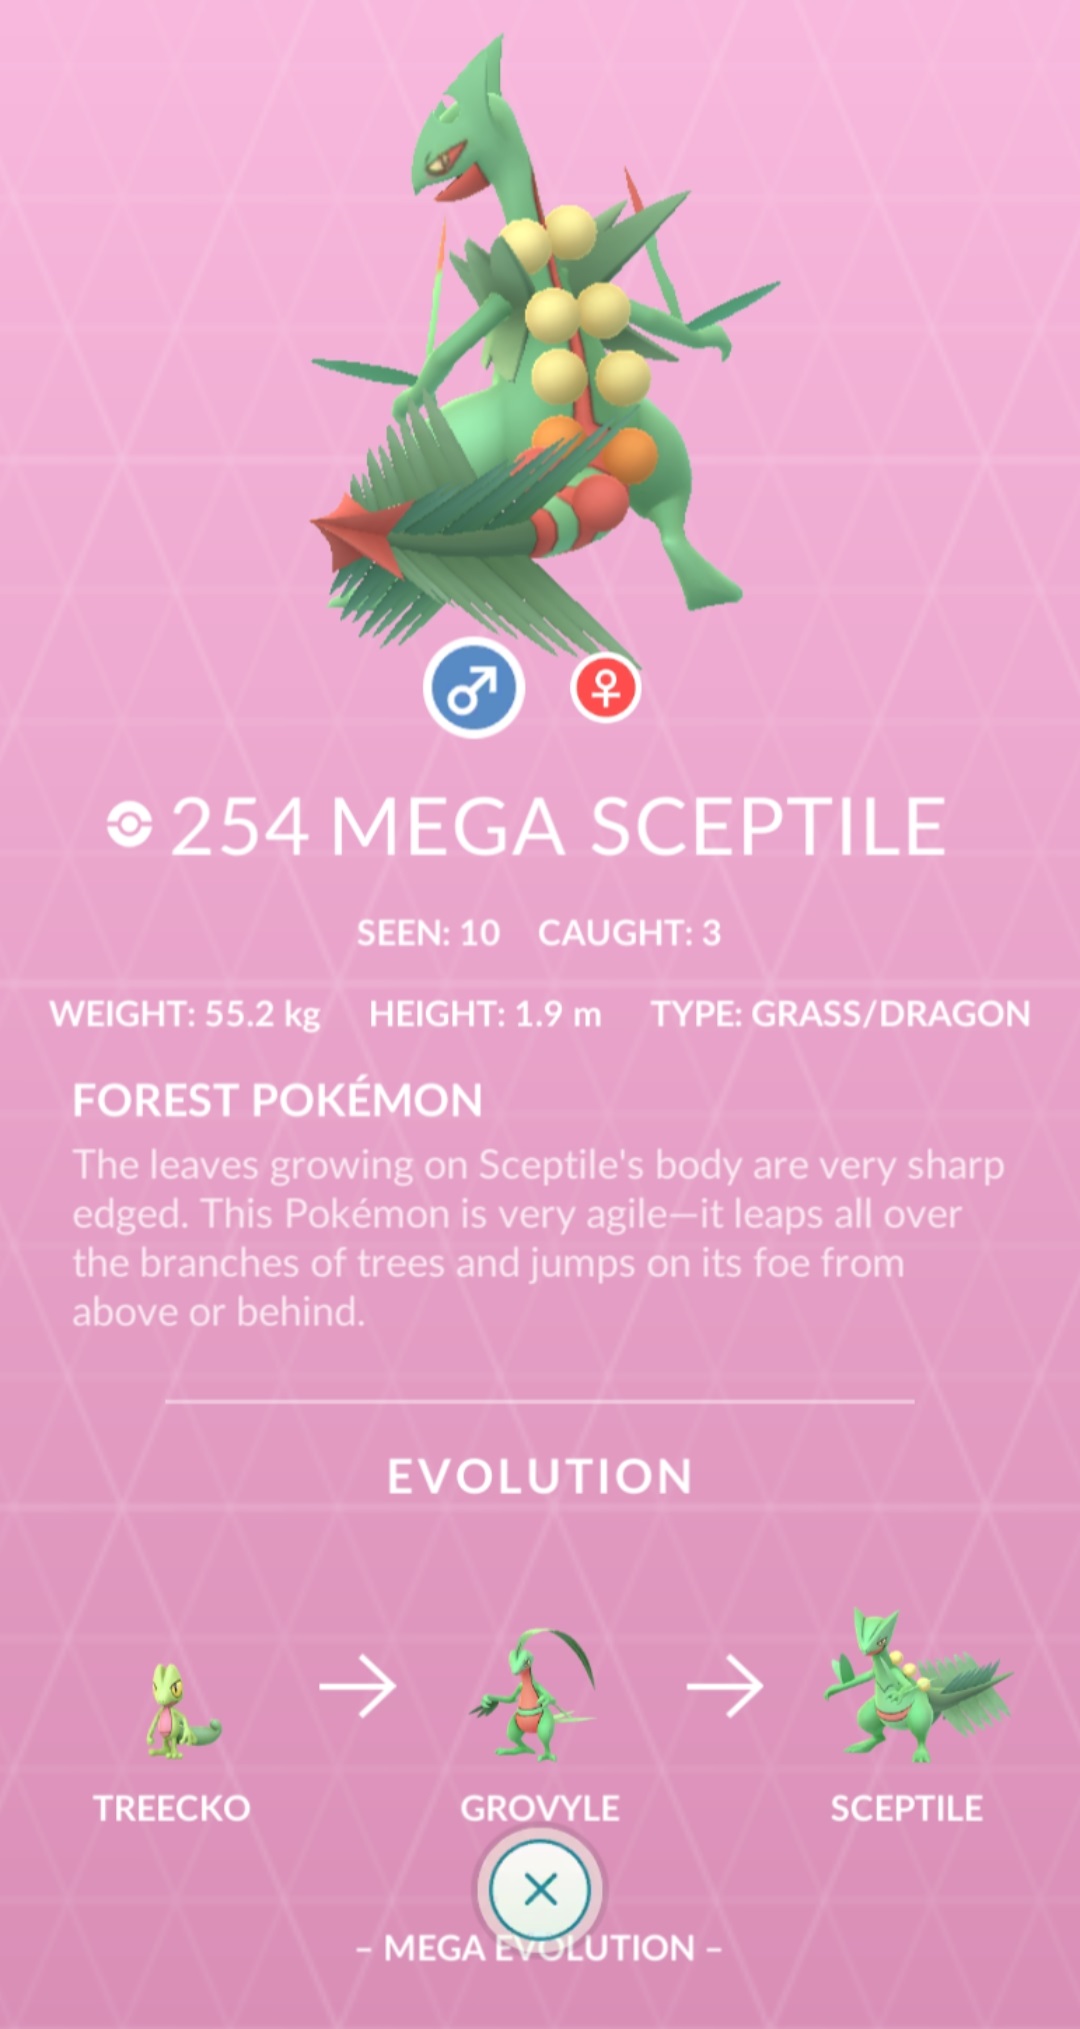 254 MEGA SCEPTILE
SEEN: 10 CAUGHT: 3
WEIGHT: 55.2 kg HEIGHT: 1.9 m TYPE: GRASS/DRAGON
FOREST POKÉMON
The leaves growing on Sceptile's body are very sharp
edged. This Pokémon is very agile—it leaps all over
the branches of trees and jumps on its foe from
above or behind.
EVOLUTION
TREECKO GROVYLE SCEPTILE
– MEGA EVOLUTION –